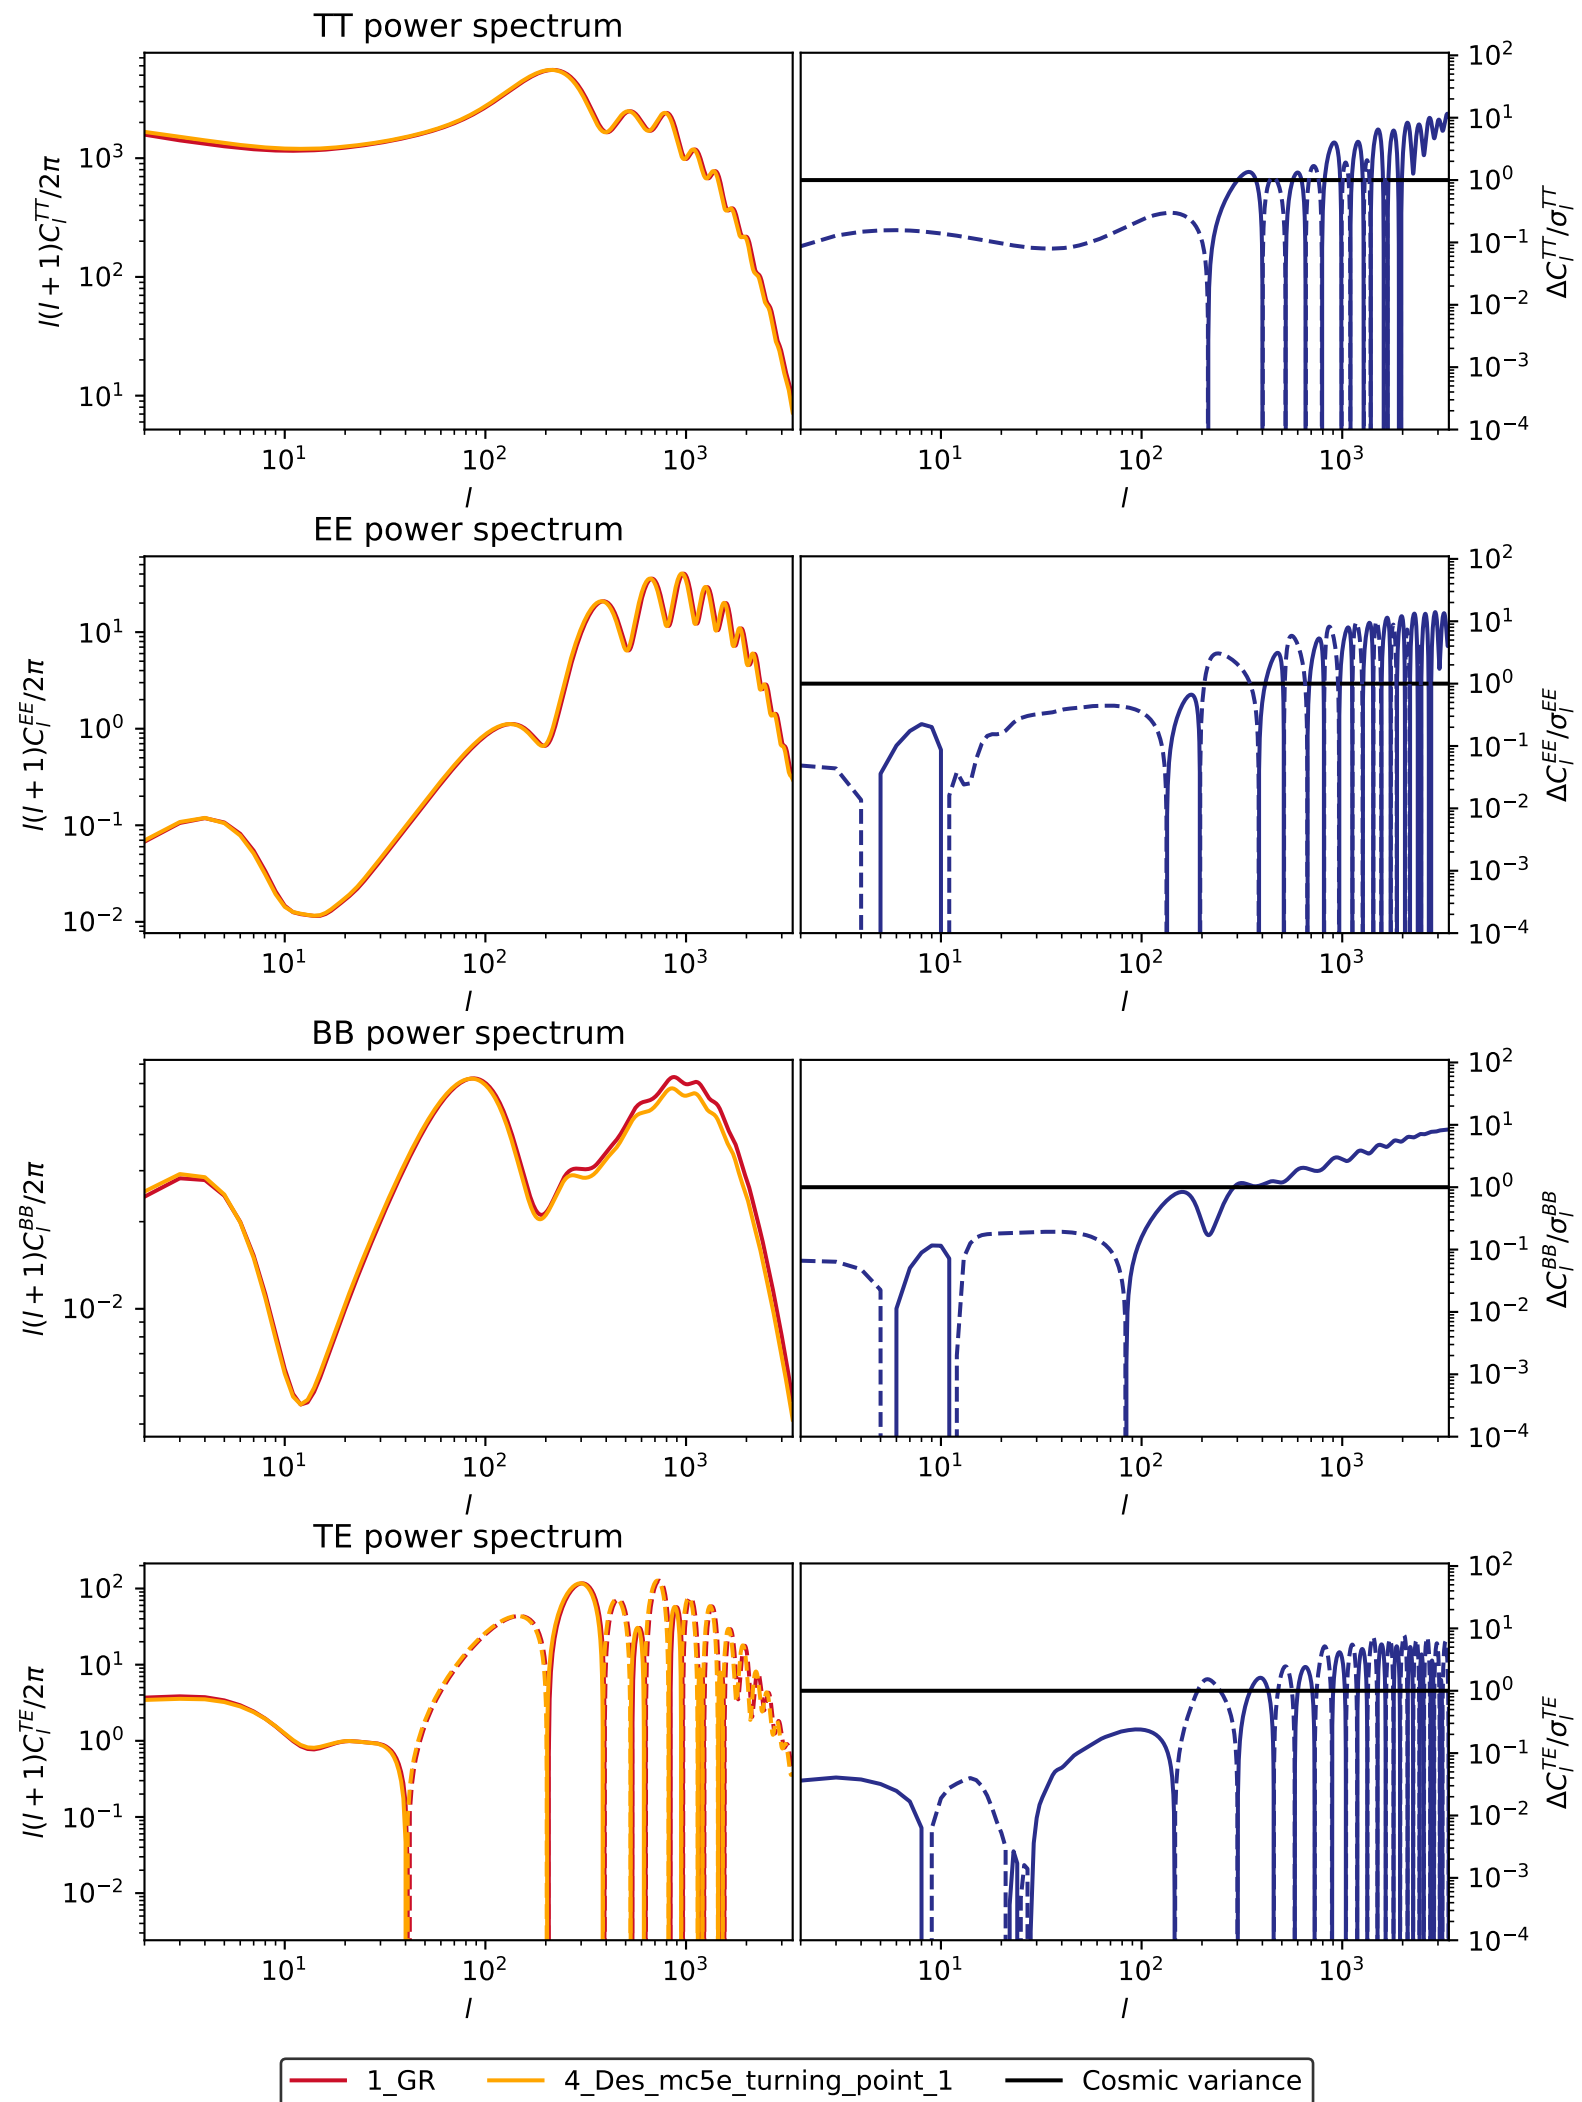 TT power spectrum
l(l + 1)C_l^{TT}/2π
10^3
10^2
10^1
10^1 10^2 10^3
l
10^2
10^1
10^0
10^{-1}
10^{-2}
10^{-3}
10^{-4}
ΔC_l^{TT}/σ_l^{TT}
10^1 10^2 10^3
l
EE power spectrum
l(l + 1)C_l^{EE}/2π
10^1
10^0
10^{-1}
10^{-2}
10^1 10^2 10^3
l
10^2
10^1
10^0
10^{-1}
10^{-2}
10^{-3}
10^{-4}
ΔC_l^{EE}/σ_l^{EE}
10^1 10^2 10^3
l
BB power spectrum
l(l + 1)C_l^{BB}/2π
10^{-2}
10^1 10^2 10^3
l
10^2
10^1
10^0
10^{-1}
10^{-2}
10^{-3}
10^{-4}
ΔC_l^{BB}/σ_l^{BB}
10^1 10^2 10^3
l
TE power spectrum
l(l + 1)C_l^{TE}/2π
10^2
10^1
10^0
10^{-1}
10^{-2}
10^1 10^2 10^3
l
10^2
10^1
10^0
10^{-1}
10^{-2}
10^{-3}
10^{-4}
ΔC_l^{TE}/σ_l^{TE}
10^1 10^2 10^3
l
1_GR 4_Des_mc5e_turning_point_1 Cosmic variance